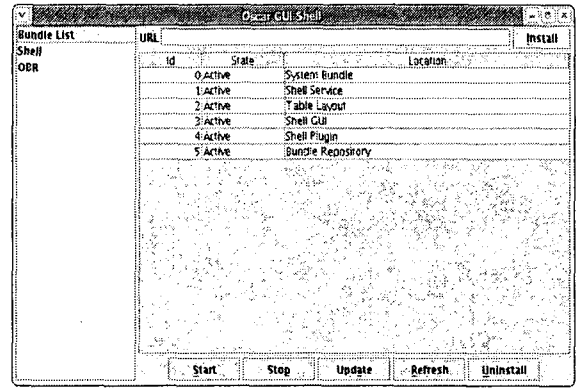 Oscar GUI Shell
Bundle List
Shell
OBR
URL Install
Id State Location
0 Active System Bundle
1 Active Shell Service
2 Active Table Layout
3 Active Shell GUI
4 Active Shell Plugin
5 Active Bundle Repository
Start Stop Update Refresh Uninstall